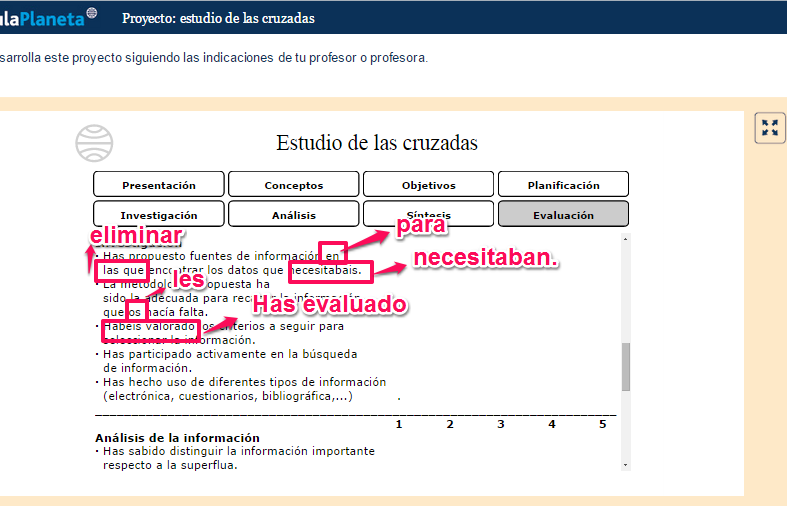 ulaPlaneta Proyecto: estudio de las cruzadas
sarrolla este proyecto siguiendo las indicaciones de tu profesor o profesora.
Estudio de las cruzadas
Presentación Conceptos Objetivos Planificación
Investigación Análisis Síntesis Evaluación
para
eliminar
· Has propuesto fuentes de información en
las que encontrar los datos que necesitabais.
necesitaban.
les
· La metodología propuesta ha
sido la adecuada para recabar la información
que os hacía falta.
Has evaluado
· Habéis valorado los criterios a seguir para
seleccionar la información.
· Has participado activamente en la búsqueda
de información.
· Has hecho uso de diferentes tipos de información
(electrónica, cuestionarios, bibliográfica,...) .
1 2 3 4 5
Análisis de la información
· Has sabido distinguir la información importante
respecto a la superflua.